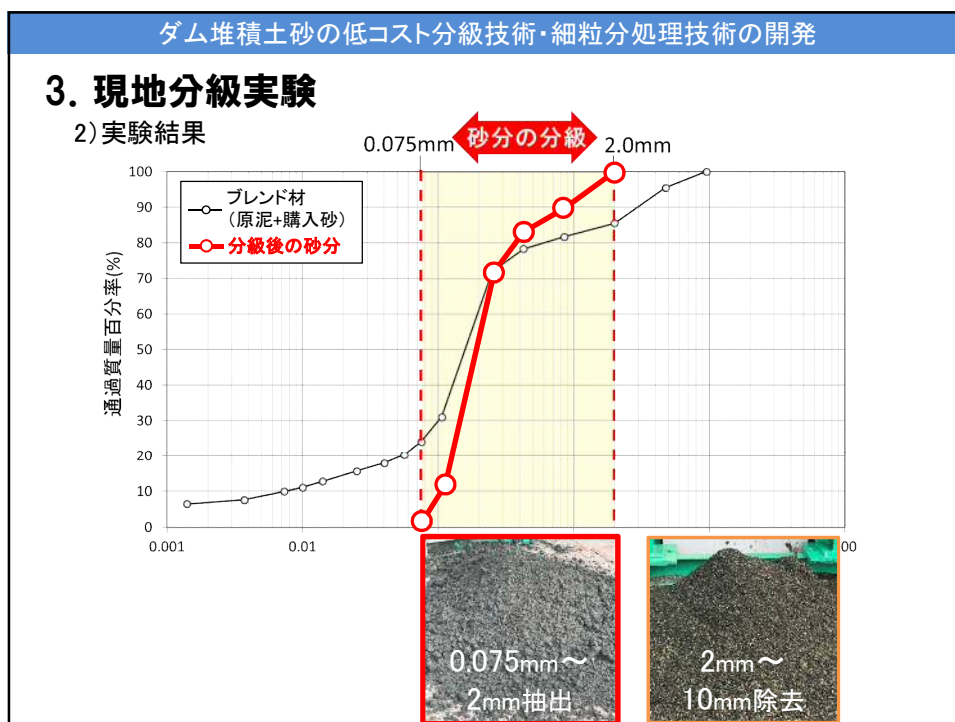 ダム堆積土砂の低コスト分級技術・細粒分処理技術の開発
3. 現地分級実験
2)実験結果
0.075mm
砂分の分級
2.0mm
ブレンド材
(原泥+購入砂)
分級後の砂分
通過質量百分率(%)
100
90
80
70
60
50
40
30
20
10
0
0.001
0.01
00
0.075mm～
2mm抽出
2mm～
10mm除去